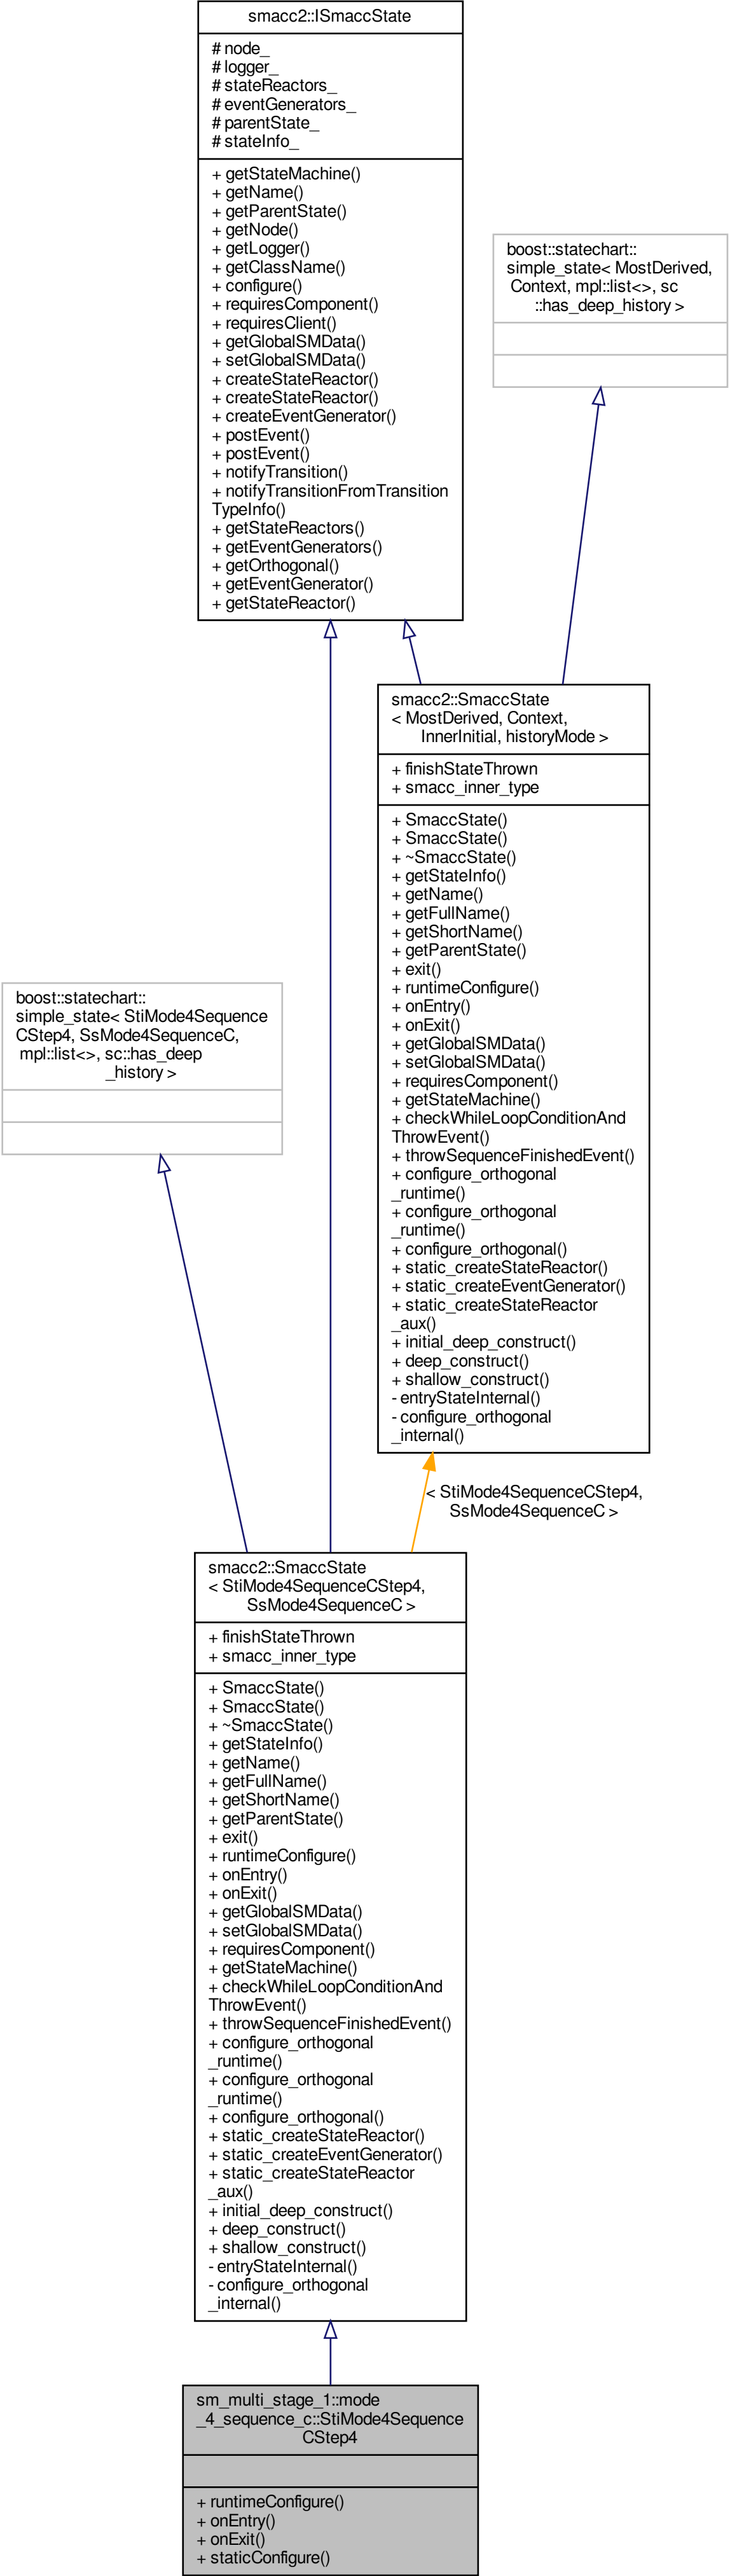 smacc2::ISmaccState
# node_
# logger_
# stateReactors_
# eventGenerators_
# parentState_
# stateInfo_
+ getStateMachine()
+ getName()
+ getParentState()
+ getNode()
+ getLogger()
+ getClassName()
+ configure()
+ requiresComponent()
+ requiresClient()
+ getGlobalSMData()
+ setGlobalSMData()
+ createStateReactor()
+ createStateReactor()
+ createEventGenerator()
+ postEvent()
+ postEvent()
+ notifyTransition()
+ notifyTransitionFromTransition
TypeInfo()
+ getStateReactors()
+ getEventGenerators()
+ getOrthogonal()
+ getEventGenerator()
+ getStateReactor()
boost::statechart::
simple_state< MostDerived,
Context, mpl::list<>, sc
::has_deep_history >
smacc2::SmaccState
< MostDerived, Context,
InnerInitial, historyMode >
+ finishStateThrown
+ smacc_inner_type
+ SmaccState()
+ SmaccState()
+ ~SmaccState()
+ getStateInfo()
+ getName()
+ getFullName()
+ getShortName()
+ getParentState()
+ exit()
+ runtimeConfigure()
+ onEntry()
+ onExit()
+ getGlobalSMData()
+ setGlobalSMData()
+ requiresComponent()
+ getStateMachine()
+ checkWhileLoopConditionAnd
ThrowEvent()
+ throwSequenceFinishedEvent()
+ configure_orthogonal
_runtime()
+ configure_orthogonal
_runtime()
+ configure_orthogonal()
+ static_createStateReactor()
+ static_createEventGenerator()
+ static_createStateReactor
_aux()
+ initial_deep_construct()
+ deep_construct()
+ shallow_construct()
- entryStateInternal()
- configure_orthogonal
_internal()
boost::statechart::
simple_state< StiMode4Sequence
CStep4, SsMode4SequenceC,
mpl::list<>, sc::has_deep
_history >
< StiMode4SequenceCStep4,
SsMode4SequenceC >
smacc2::SmaccState
< StiMode4SequenceCStep4,
SsMode4SequenceC >
+ finishStateThrown
+ smacc_inner_type
+ SmaccState()
+ SmaccState()
+ ~SmaccState()
+ getStateInfo()
+ getName()
+ getFullName()
+ getShortName()
+ getParentState()
+ exit()
+ runtimeConfigure()
+ onEntry()
+ onExit()
+ getGlobalSMData()
+ setGlobalSMData()
+ requiresComponent()
+ getStateMachine()
+ checkWhileLoopConditionAnd
ThrowEvent()
+ throwSequenceFinishedEvent()
+ configure_orthogonal
_runtime()
+ configure_orthogonal
_runtime()
+ configure_orthogonal()
+ static_createStateReactor()
+ static_createEventGenerator()
+ static_createStateReactor
_aux()
+ initial_deep_construct()
+ deep_construct()
+ shallow_construct()
- entryStateInternal()
- configure_orthogonal
_internal()
sm_multi_stage_1::mode
_4_sequence_c::StiMode4Sequence
CStep4
+ runtimeConfigure()
+ onEntry()
+ onExit()
+ staticConfigure()